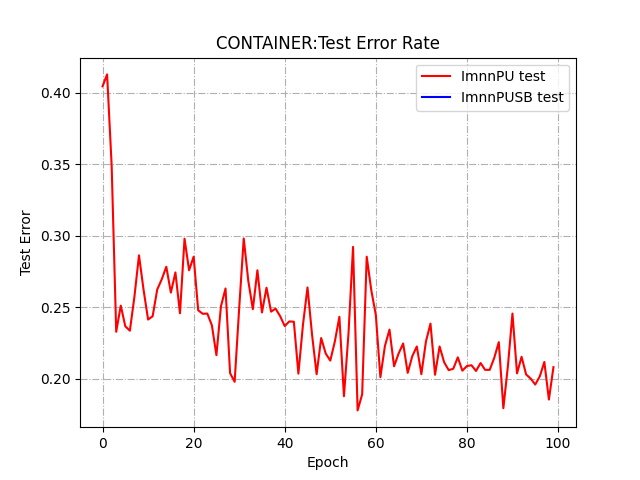 CONTAINER:Test Error Rate
ImnnPU test
ImnnPUSB test
0.40
0.35
0.30
0.25
0.20
Test Error
0 20 40 60 80 100
Epoch